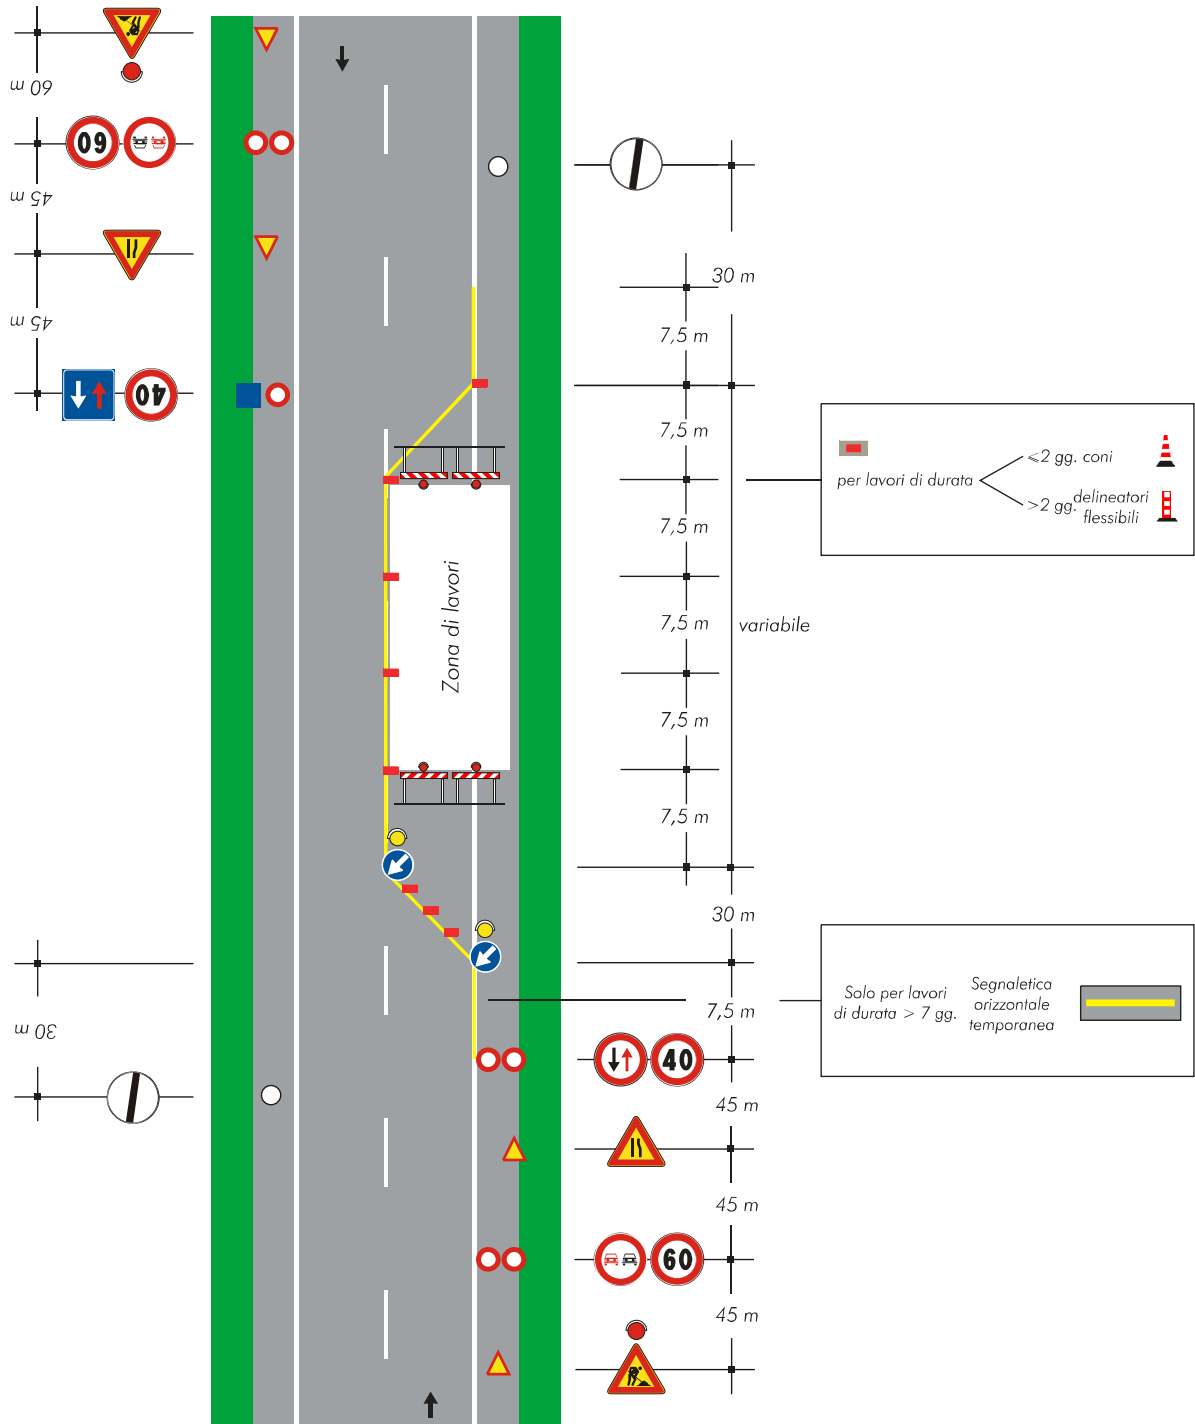 60 m
60
45 m
45 m
40
30 m
7,5 m
7,5 m
7,5 m
7,5 m
7,5 m
7,5 m
variabile
per lavori di durata
≤2 gg. coni
>2 gg. delineatori
flessibili
Zona di lavori
30 m
7,5 m
Solo per lavori
di durata > 7 gg.
Segnaletica
orizzontale
temporanea
30 m
40
45 m
45 m
60
45 m